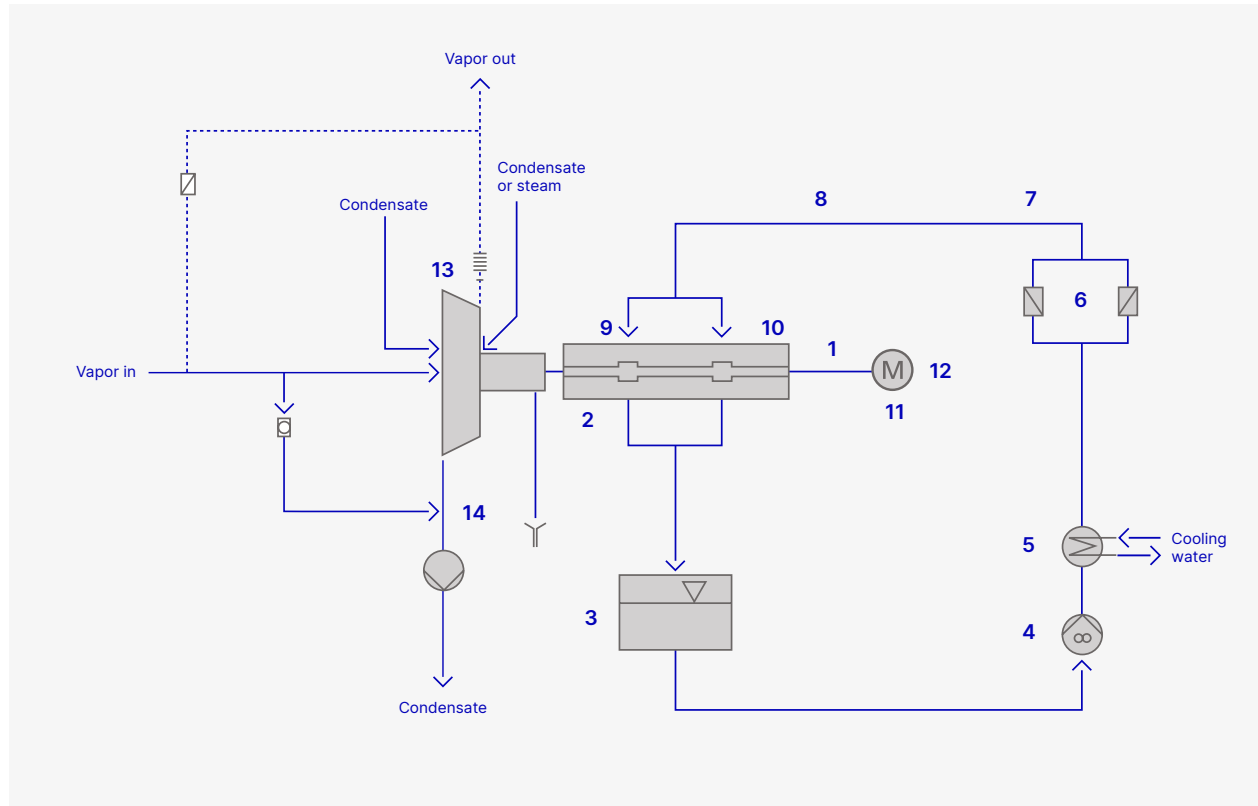 Vapor out
Condensate
or steam
Condensate
8
7
13
6
9
10
1
Vapor in
M
12
11
2
14
5
Cooling
water
3
4
Condensate